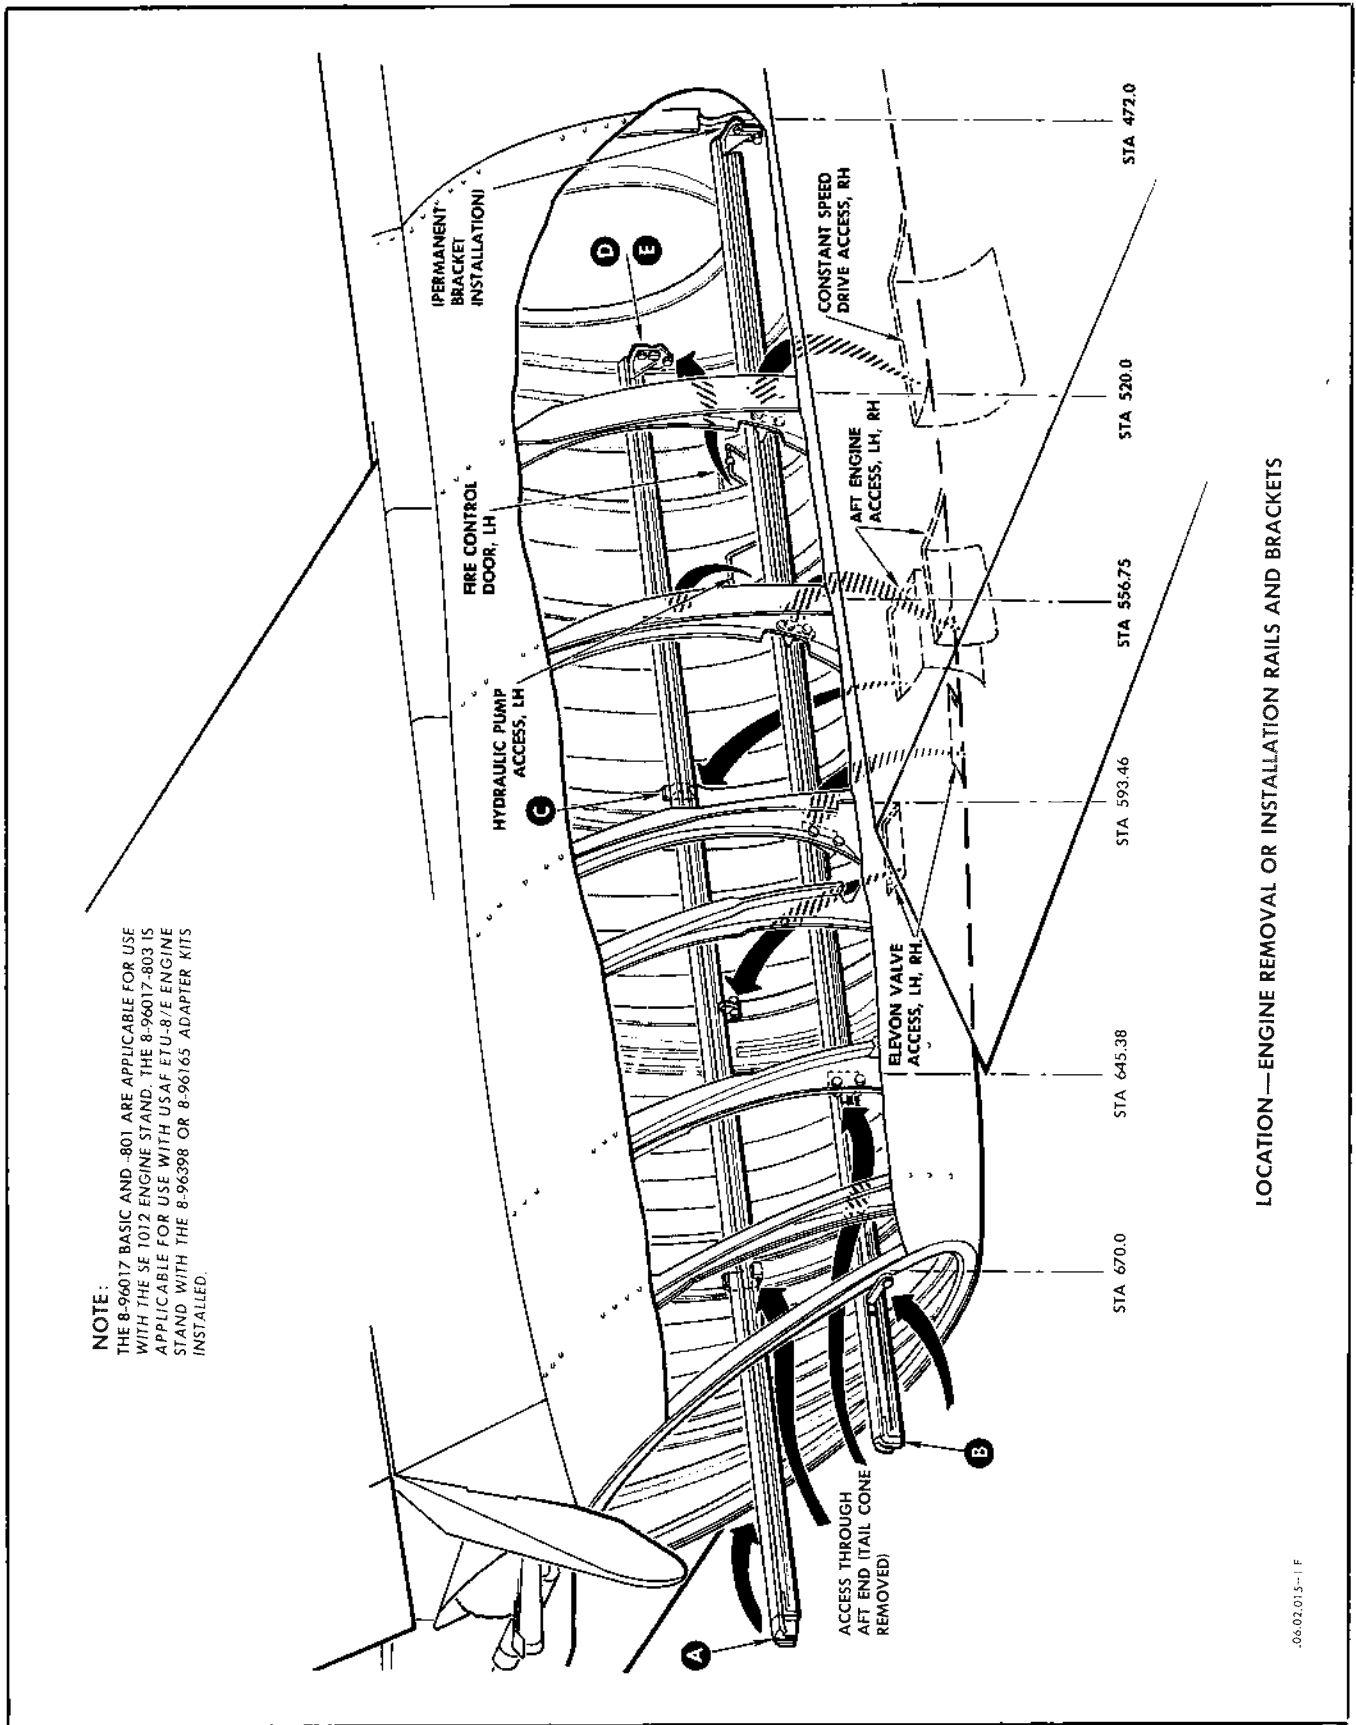 NOTE:
THE 8-96017 BASIC AND -801 ARE APPLICABLE FOR USE
WITH THE SE 1012 ENGINE STAND. THE 8-96017-803 IS
APPLICABLE FOR USE WITH USAF ETU-8/E ENGINE
STAND WITH THE 8-96398 OR 8-96165 ADAPTER KITS
INSTALLED.
(PERMANENT
BRACKET
INSTALLATION)
D
E
FIRE CONTROL
DOOR, LH
HYDRAULIC PUMP
ACCESS, LH
C
CONSTANT SPEED
DRIVE ACCESS, RH
AFT ENGINE
ACCESS, LH, RH
ELEVON VALVE
ACCESS, LH, RH
ACCESS THROUGH
AFT END (TAIL CONE
REMOVED)
A
B
STA 670.0
STA 645.38
STA 593.46
STA 556.75
STA 520.0
STA 472.0
LOCATION—ENGINE REMOVAL OR INSTALLATION RAILS AND BRACKETS
.06.02.015--1 F